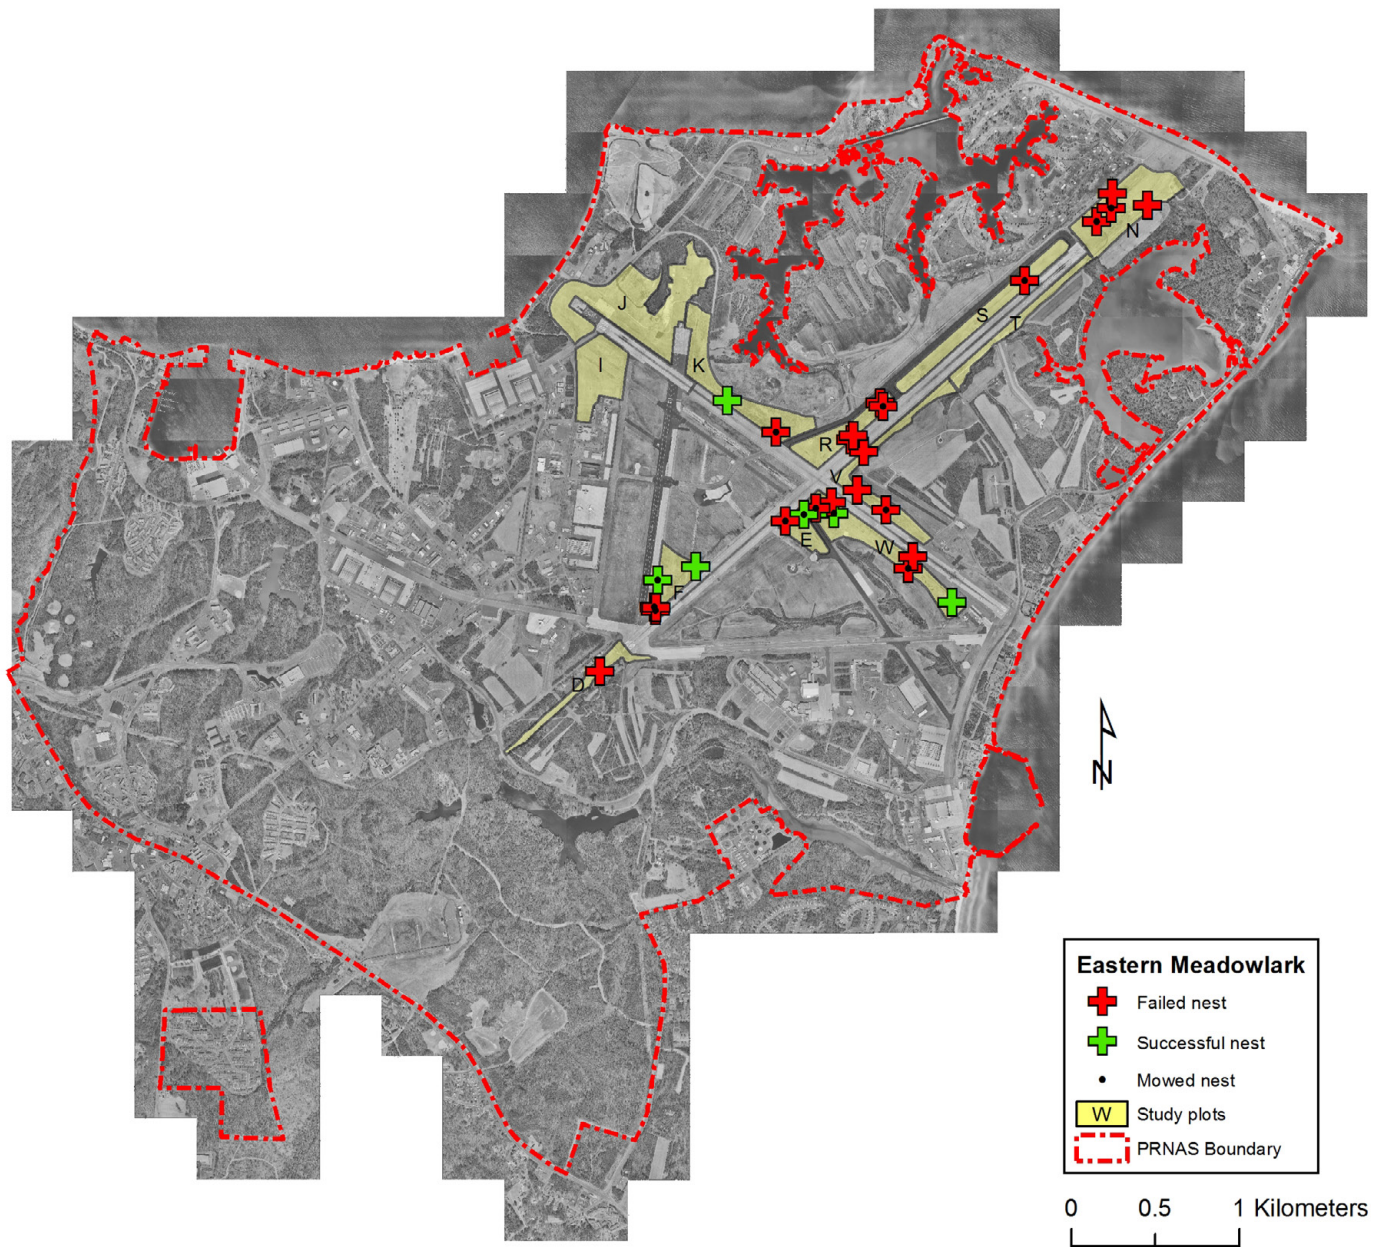 N
J
S
T
I
K
R
V
E
W
F
D
N
Eastern Meadowlark
Failed nest
Successful nest
Mowed nest
W Study plots
PRNAS Boundary
0 0.5 1 Kilometers